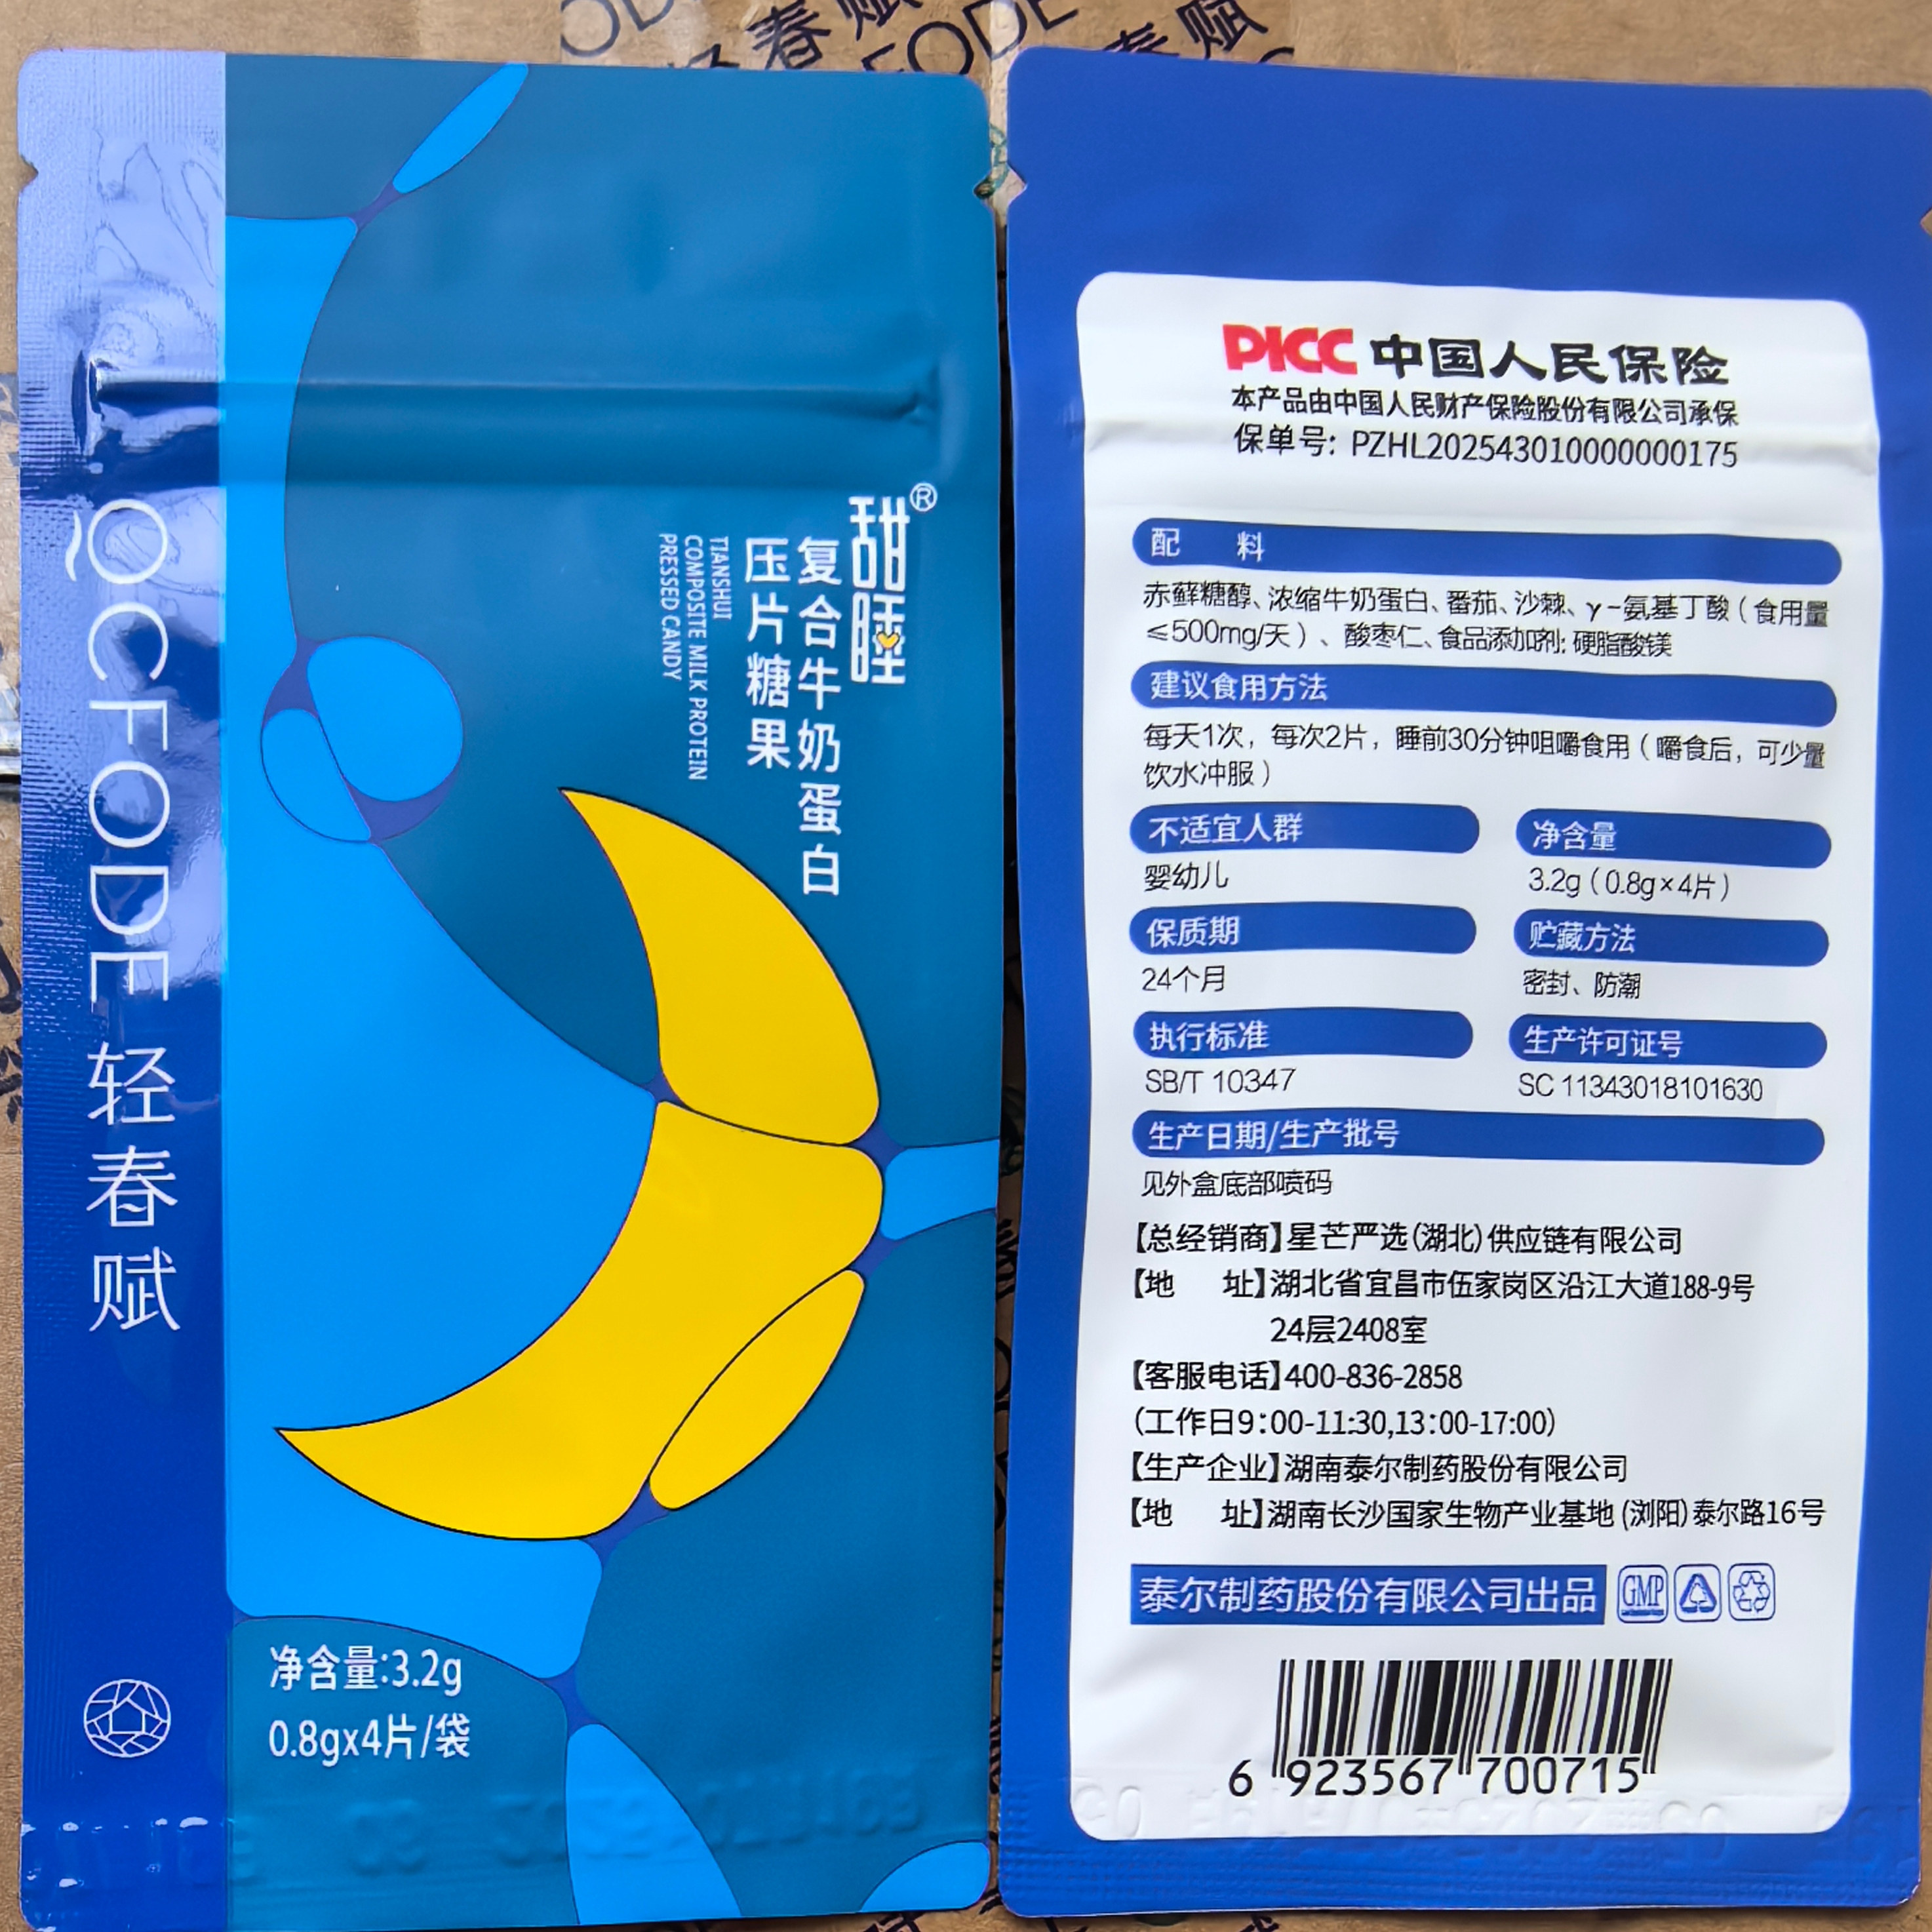 QCFODE 轻春赋
甜睡®
复合牛奶蛋白
压片糖果
TIANSHUI
COMPOSITE MILK PROTEIN
PRESSED CANDY
净含量:3.2g
0.8gx4片/袋
PICC 中国人民保险
本产品由中国人民财产保险股份有限公司承保
保单号: PZHL202543010000000175
配 料
赤藓糖醇、浓缩牛奶蛋白、番茄、沙棘、γ-氨基丁酸（食用量
≤500mg/天）、酸枣仁、食品添加剂: 硬脂酸镁
建议食用方法
每天1次，每次2片，睡前30分钟咀嚼食用（嚼食后，可少量
饮水冲服）
不适宜人群
婴幼儿
净含量
3.2g（0.8g×4片）
保质期
24个月
贮藏方法
密封、防潮
执行标准
SB/T 10347
生产许可证号
SC 11343018101630
生产日期/生产批号
见外盒底部喷码
【总经销商】星芒严选(湖北)供应链有限公司
【地 址】湖北省宜昌市伍家岗区沿江大道188-9号
24层2408室
【客服电话】400-836-2858
(工作日9:00-11:30,13:00-17:00)
【生产企业】湖南泰尔制药股份有限公司
【地 址】湖南长沙国家生物产业基地(浏阳)泰尔路16号
泰尔制药股份有限公司出品 GMP
6 923567 700715